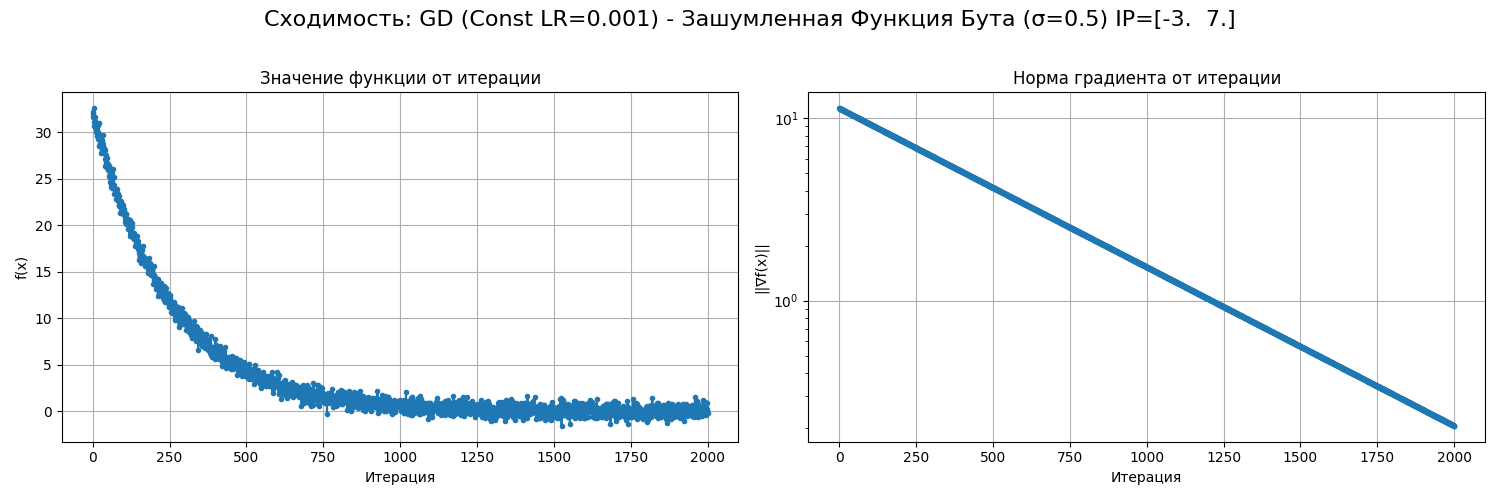 Сходимость: GD (Const LR=0.001) - Зашумленная Функция Бута (σ=0.5) IP=[-3.  7.]
Значение функции от итерации
f(x)
30
25
20
15
10
5
0
0 250 500 750 1000 1250 1500 1750 2000
Итерация
Норма градиента от итерации
||∇f(x)||
10¹
10⁰
0 250 500 750 1000 1250 1500 1750 2000
Итерация